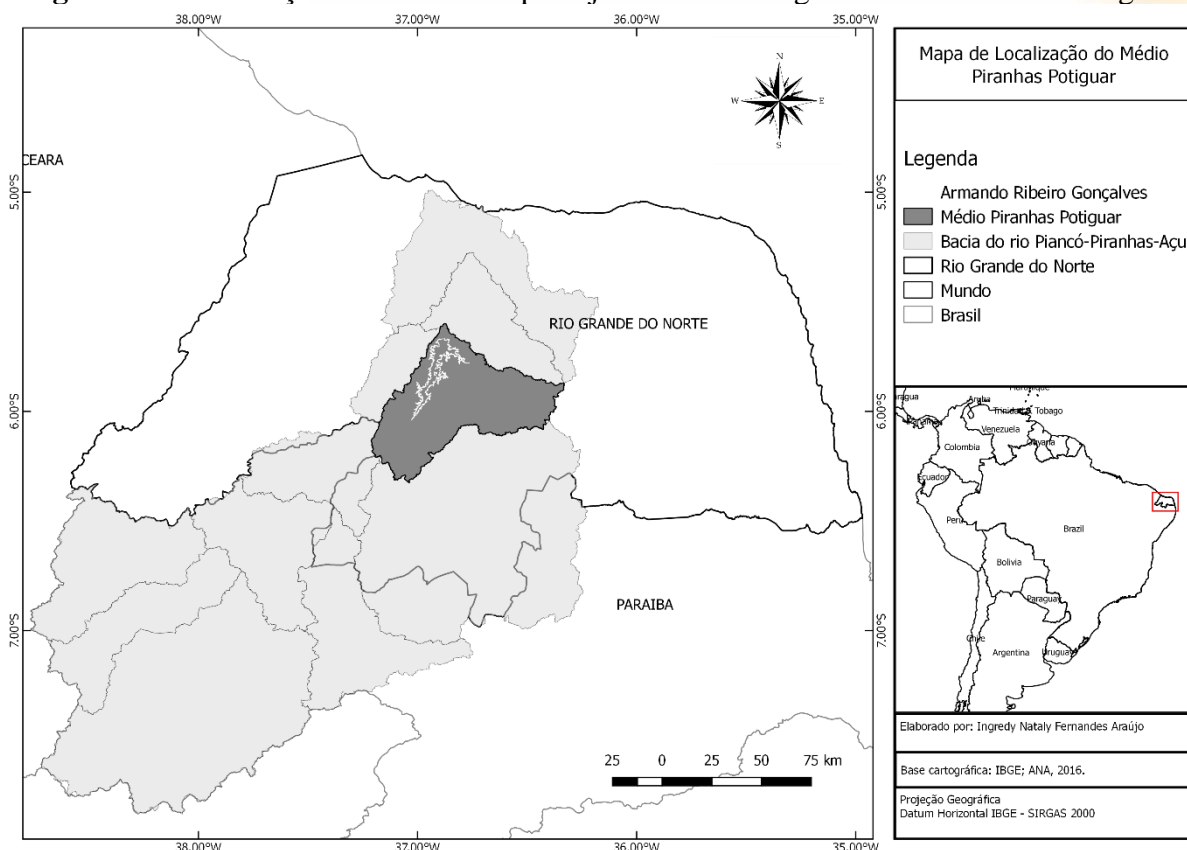 38.00°W 37.00°W 36.00°W 35.00°W
N
W E
S
CEARA
5.00°S 5.00°S
RIO GRANDE DO NORTE
6.00°S 6.00°S
PARAIBA
7.00°S 7.00°S
25 0 25 50 75 km
38.00°W 37.00°W 36.00°W 35.00°W
Mapa de Localização do Médio
Piranhas Potiguar
Legenda
Armando Ribeiro Gonçalves
Médio Piranhas Potiguar
Bacia do rio Piancó-Piranhas-Açu
Rio Grande do Norte
Mundo
Brasil
Aruba
Trinidad & Tobago
Venezuela
Colombia
Ecuador
Peru
Brazil
Bolivia
Paraguay
Chile
Argentina
Uruguay
Elaborado por: Ingredy Nataly Fernandes Araújo
Base cartográfica: IBGE; ANA, 2016.
Projeção Geográfica
Datum Horizontal IBGE - SIRGAS 2000